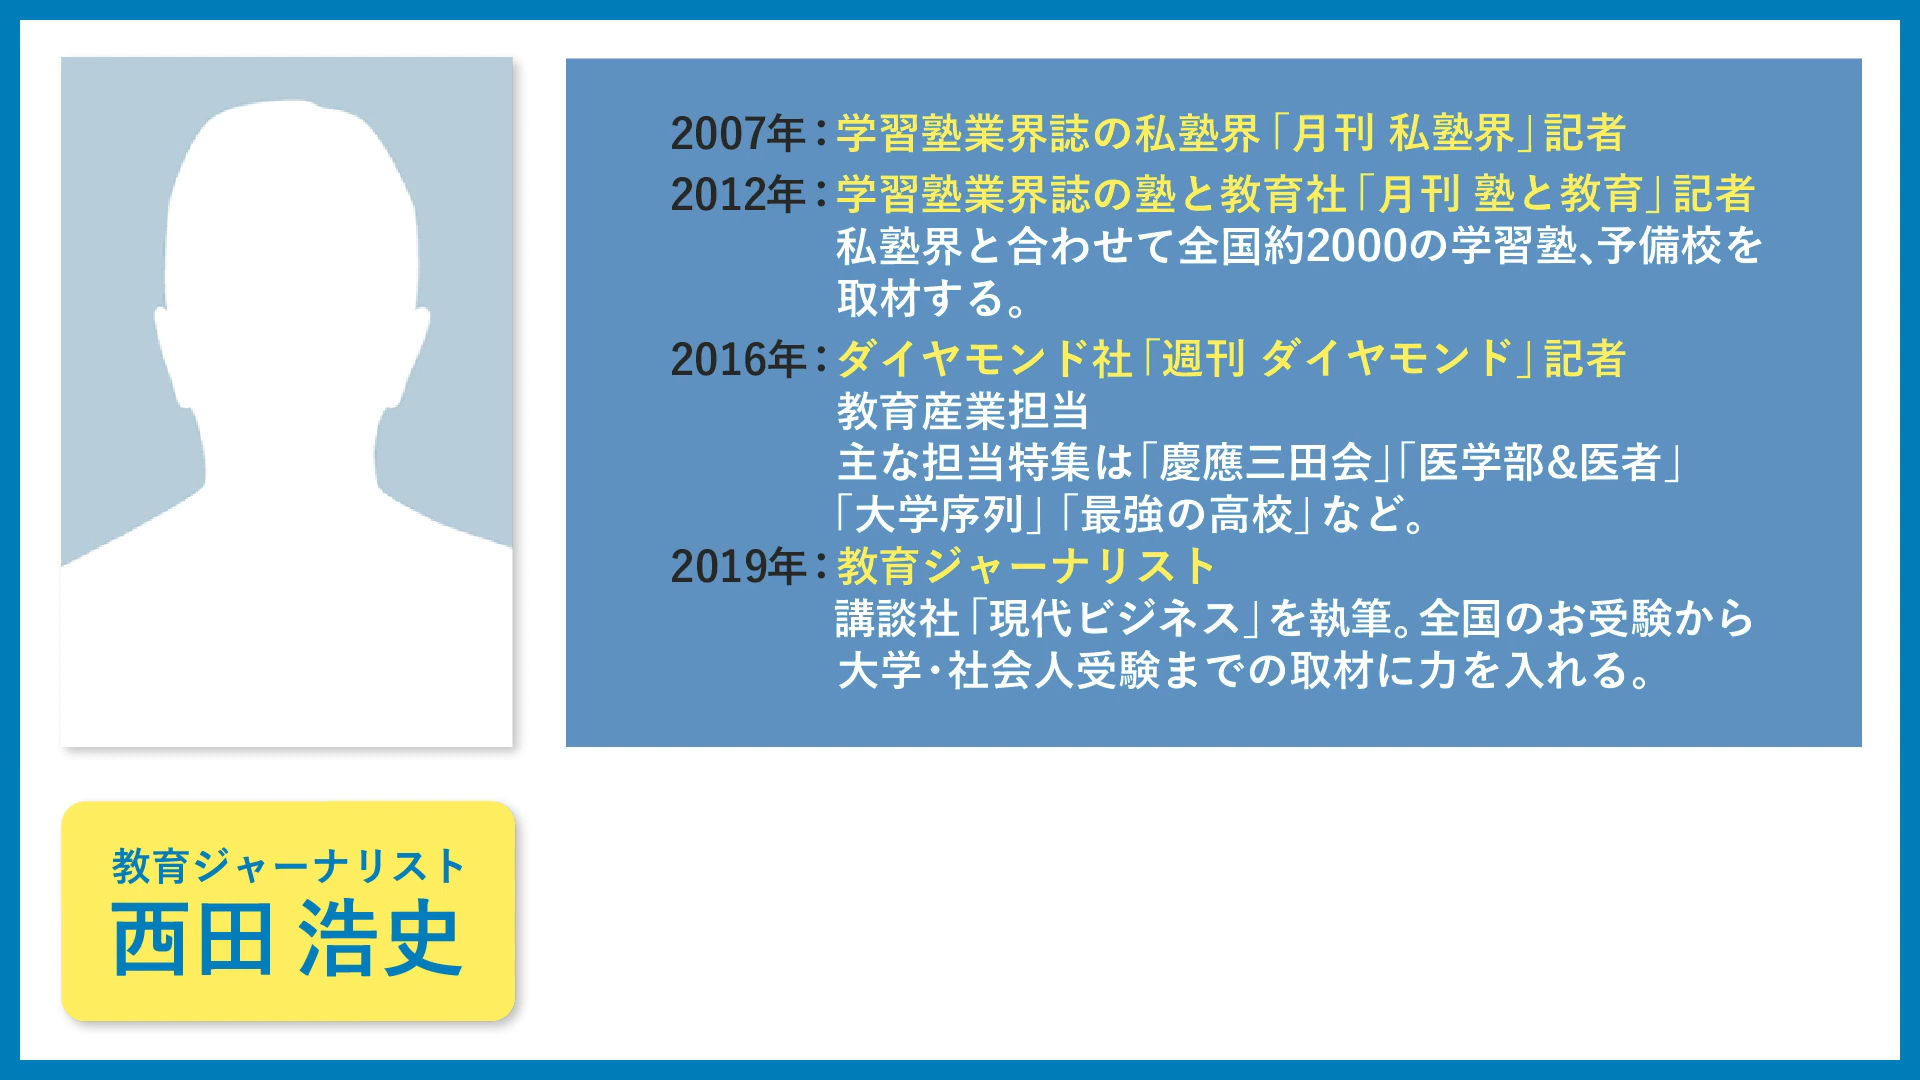 2007年：学習塾業界誌の私塾界「月刊 私塾界」記者
2012年：学習塾業界誌の塾と教育社「月刊 塾と教育」記者
私塾界と合わせて全国約2000の学習塾、予備校を
取材する。
2016年：ダイヤモンド社「週刊 ダイヤモンド」記者
教育産業担当
主な担当特集は「慶應三田会」「医学部&医者」
「大学序列」「最強の高校」など。
2019年：教育ジャーナリスト
講談社「現代ビジネス」を執筆。全国のお受験から
大学・社会人受験までの取材に力を入れる。
教育ジャーナリスト
西田 浩史